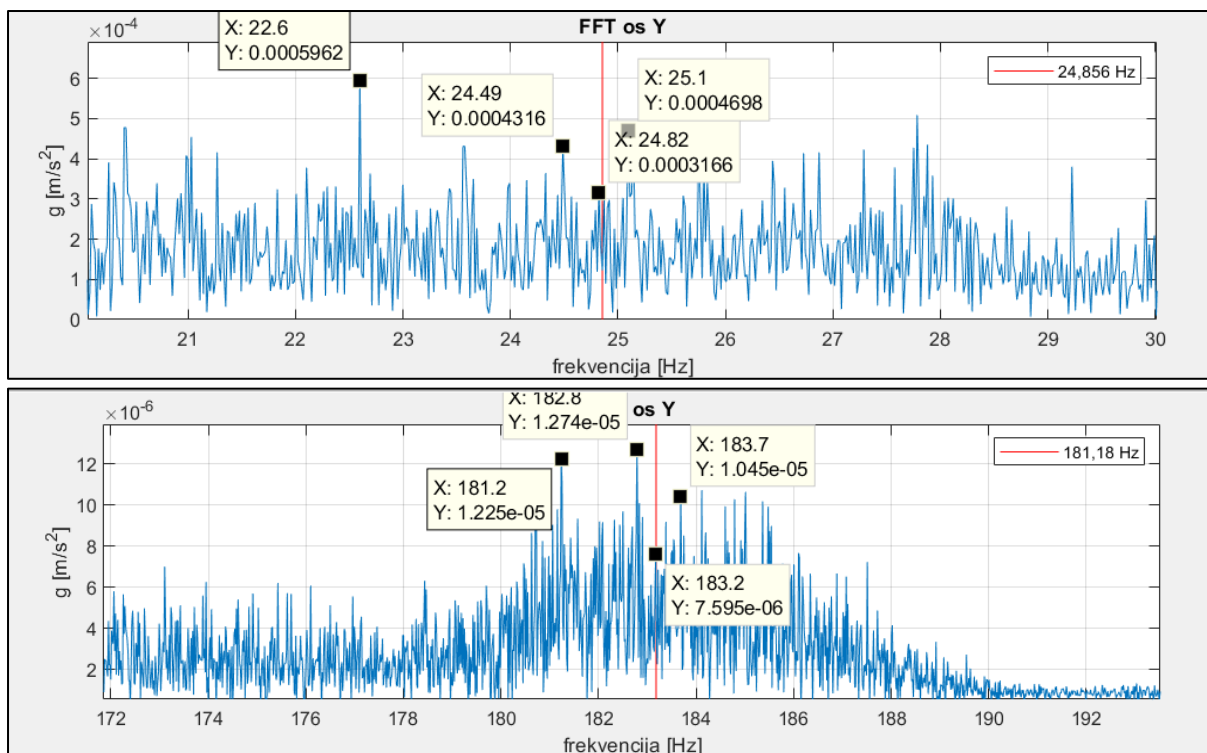 ×10⁻⁴
FFT os Y
X: 22.6
Y: 0.0005962
X: 24.49
Y: 0.0004316
X: 25.1
Y: 0.0004698
X: 24.82
Y: 0.0003166
24,856 Hz
g [m/s²]
6
5
4
3
2
1
0
21 22 23 24 25 26 27 28 29 30
frekvencija [Hz]
×10⁻⁶
os Y
X: 182.8
Y: 1.274e-05
X: 183.7
Y: 1.045e-05
X: 181.2
Y: 1.225e-05
X: 183.2
Y: 7.595e-06
181,18 Hz
g [m/s²]
12
10
8
6
4
2
172 174 176 178 180 182 184 186 188 190 192
frekvencija [Hz]